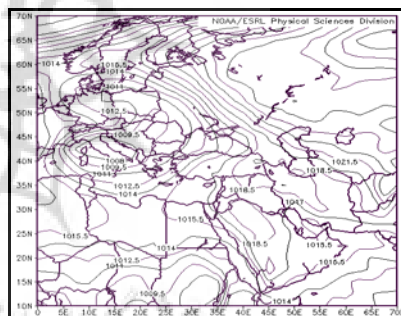 70N NOAA/ESRL Physical Sciences Division
65N
60N 1014
1014
55N 1011
50N 1012.5
45N 1009.5
40N 1008 1021.5
1009.5 1018.5
35N 1011 1012.5 1018.5
30N 1014 1017
25N 1015.5 1015.5
20N 1014 1018.5
15N 1012.5
1011
10N 1009.5 1014
0 5E 10E 15E 20E 25E 30E 35E 40E 45E 50E 55E 60E 65E 70E